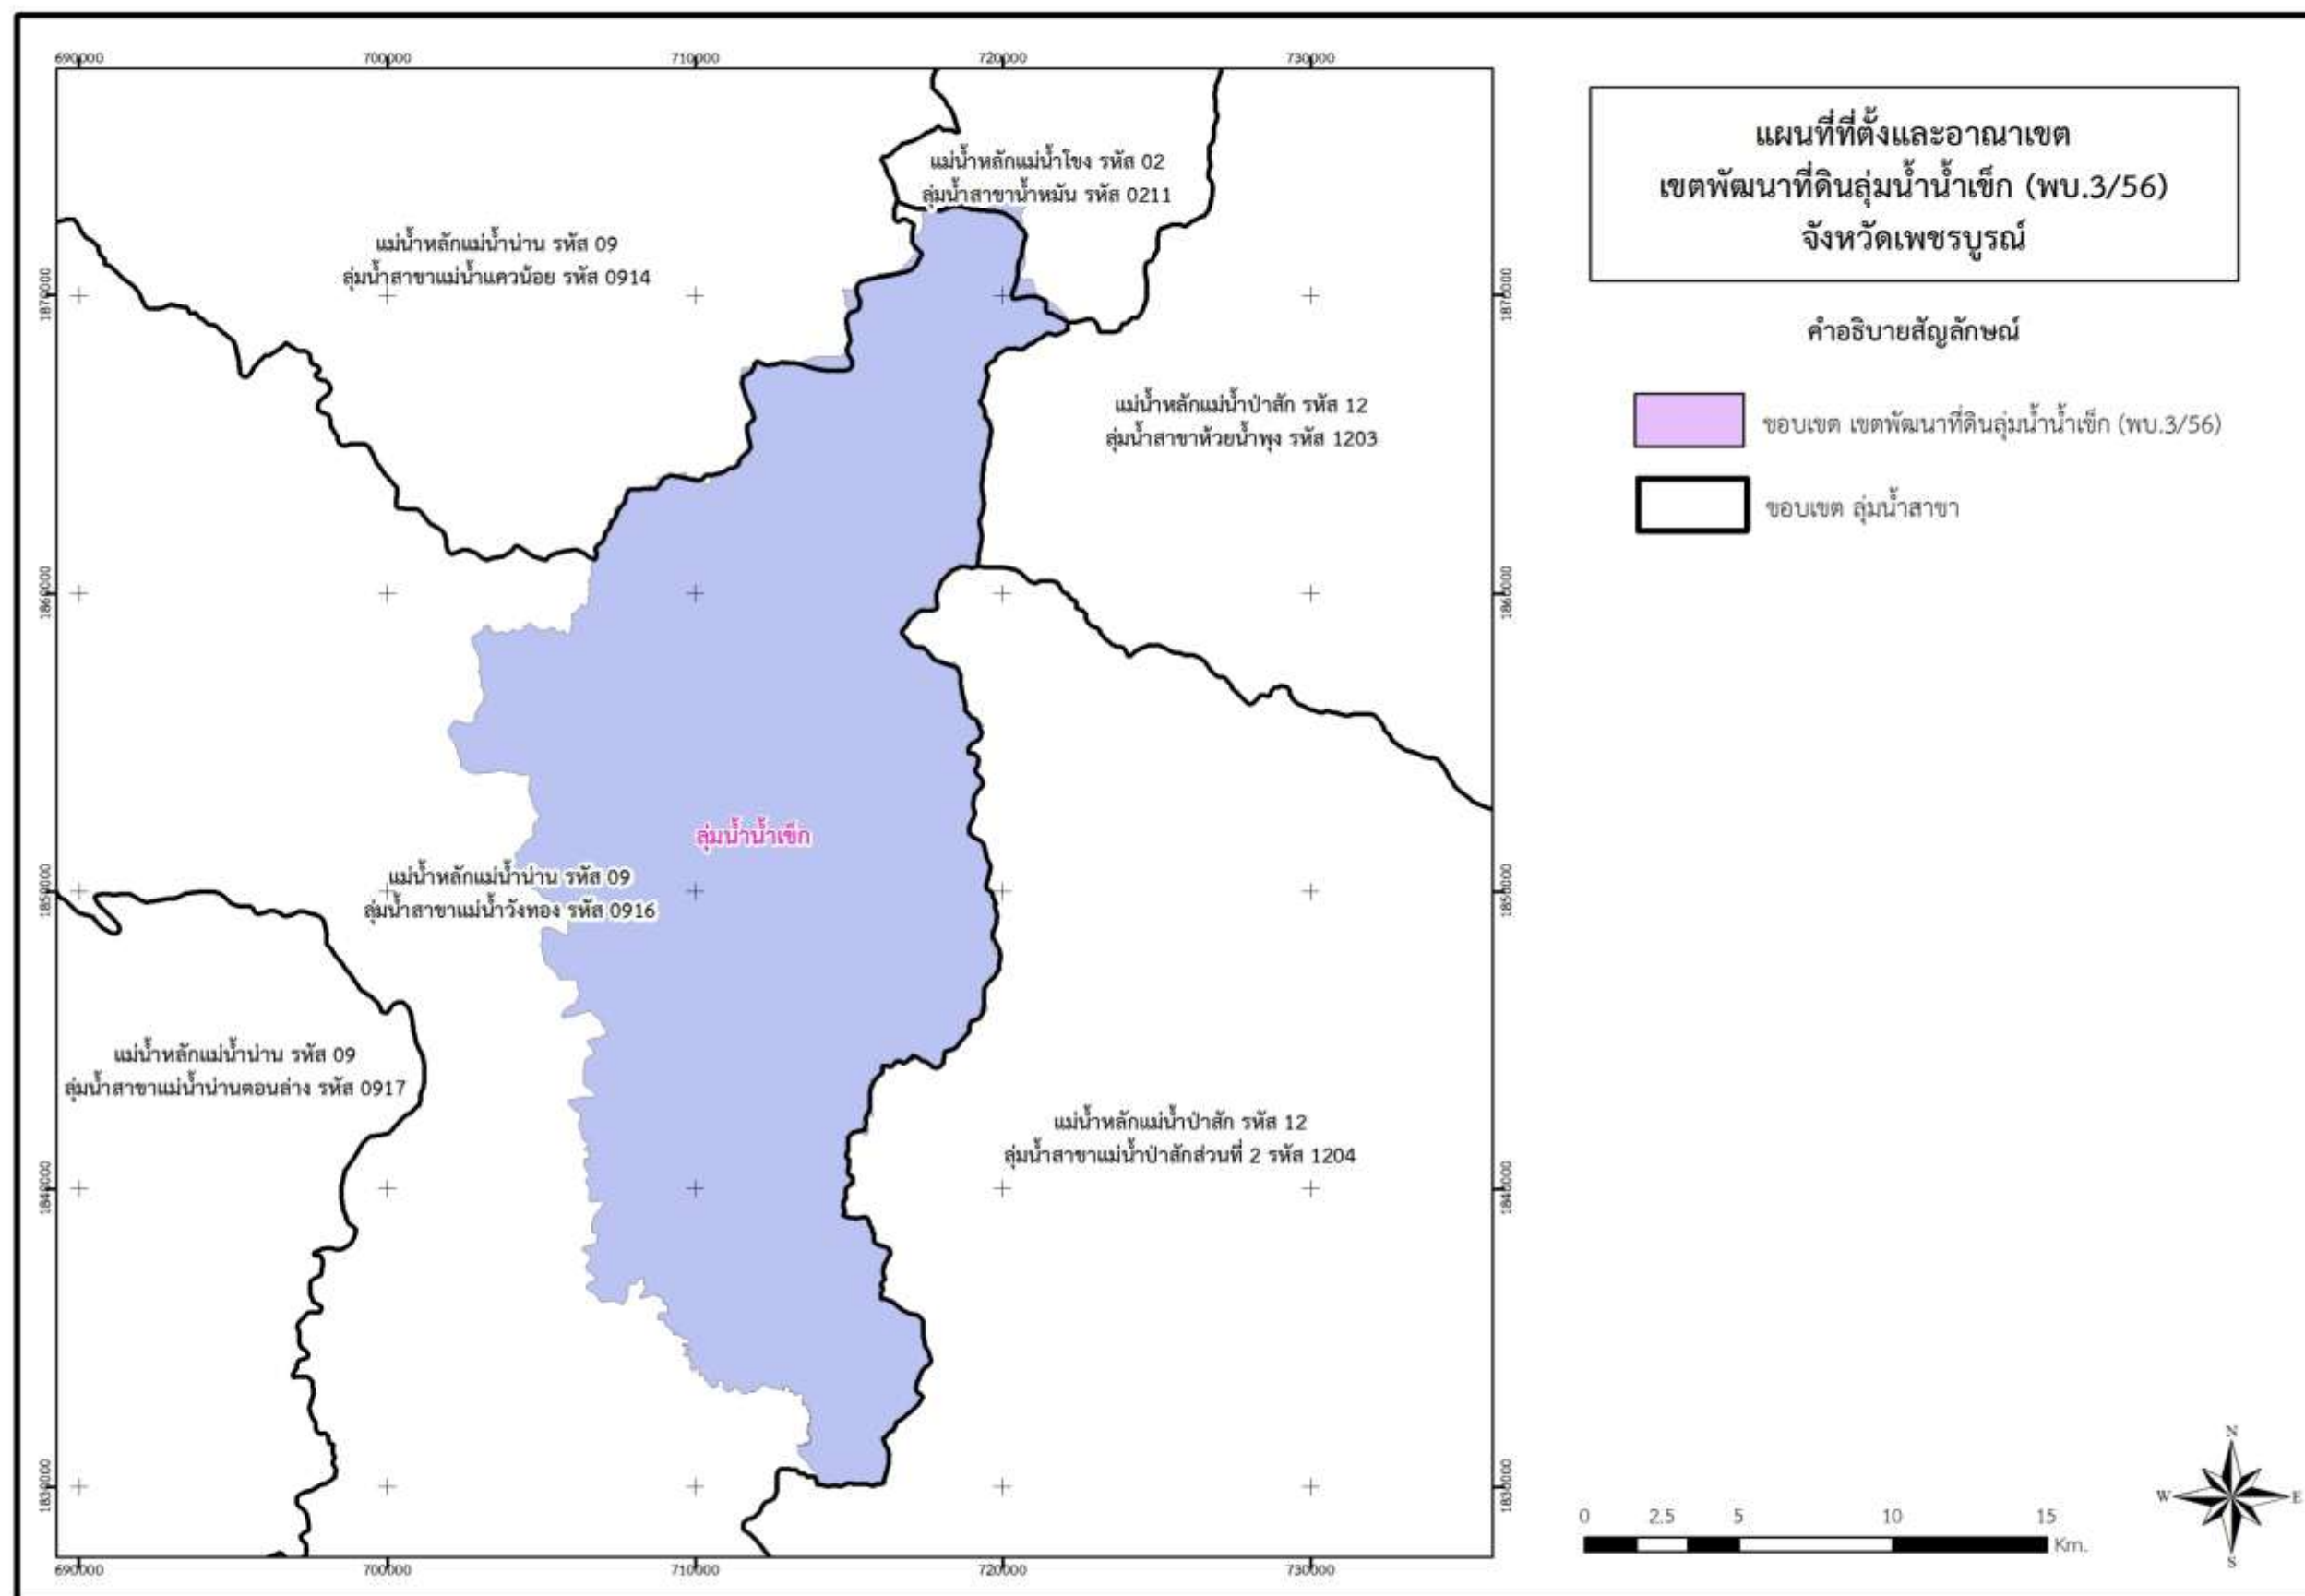 690000 700000 710000 720000 730000
แผนที่ที่ตั้งและอาณาเขต
เขตพัฒนาที่ดินลุ่มน้ำน้ำเข็ก (พบ.3/56)
จังหวัดเพชรบูรณ์
คำอธิบายสัญลักษณ์
ขอบเขต เขตพัฒนาที่ดินลุ่มน้ำน้ำเข็ก (พบ.3/56)
ขอบเขต ลุ่มน้ำสาขา
แม่น้ำหลักแม่น้ำโขง รหัส 02
ลุ่มน้ำสาขาน้ำหมัน รหัส 0211
แม่น้ำหลักแม่น้ำน่าน รหัส 09
ลุ่มน้ำสาขาแม่น้ำแควน้อย รหัส 0914
1870000 1870000
แม่น้ำหลักแม่น้ำป่าสัก รหัส 12
ลุ่มน้ำสาขาห้วยน้ำพุง รหัส 1203
1860000 1860000
ลุ่มน้ำน้ำเข็ก
แม่น้ำหลักแม่น้ำน่าน รหัส 09
ลุ่มน้ำสาขาแม่น้ำวังทอง รหัส 0916
1850000 1850000
แม่น้ำหลักแม่น้ำน่าน รหัส 09
ลุ่มน้ำสาขาแม่น้ำน่านตอนล่าง รหัส 0917
แม่น้ำหลักแม่น้ำป่าสัก รหัส 12
ลุ่มน้ำสาขาแม่น้ำป่าสักส่วนที่ 2 รหัส 1204
1840000 1840000
1830000 1830000
690000 700000 710000 720000 730000
0 2.5 5 10 15
Km.
N
W E
S